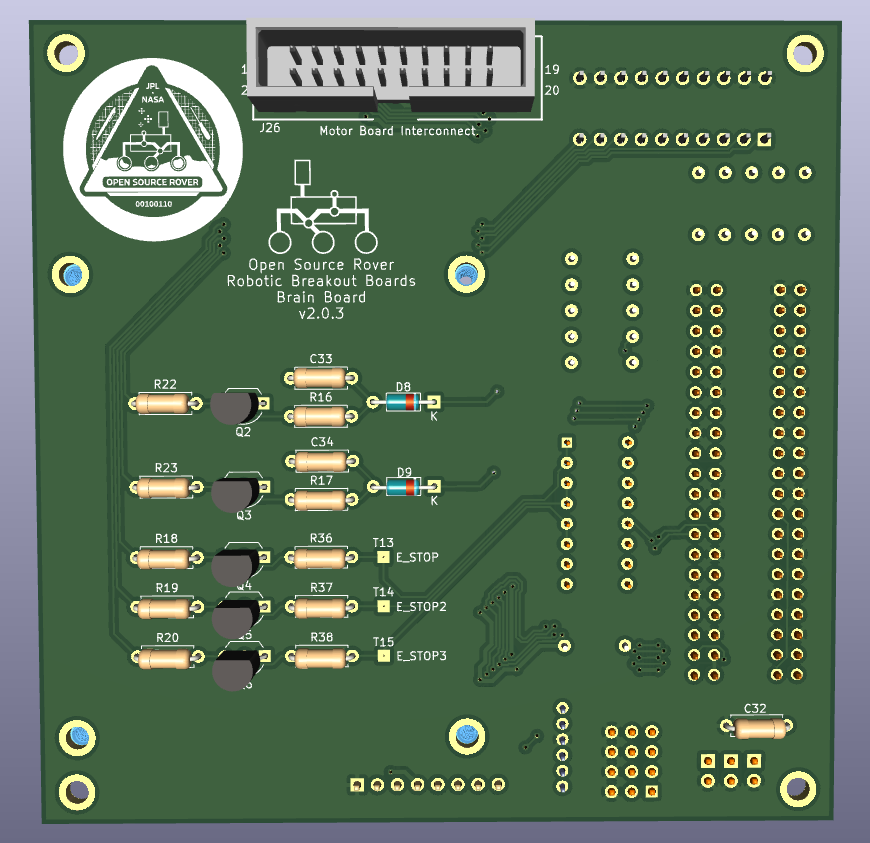 1
2
19
20
J26
Motor Board Interconnect.
JPL
NASA
OPEN SOURCE ROVER
00100110
Open Source Rover
Robotic Breakout Boards
Brain Board
v2.0.3
C33
R22
D8
R16
K
Q2
C34
R23
D9
R17
K
Q3
R18
R36
T13
E_STOP
Q4
R19
R37
T14
E_STOP2
R20
R38
T15
E_STOP3
C32